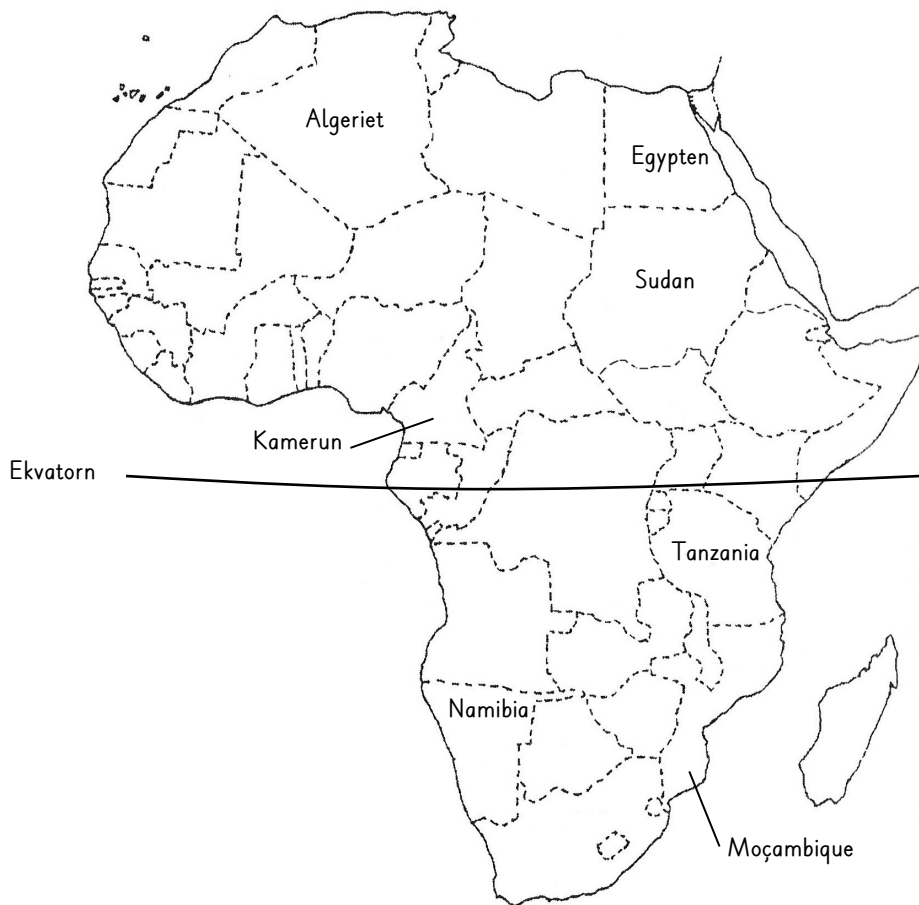 Algeriet
Egypten
Sudan
Kamerun
Ekvatorn
Tanzania
Namibia
Moçambique